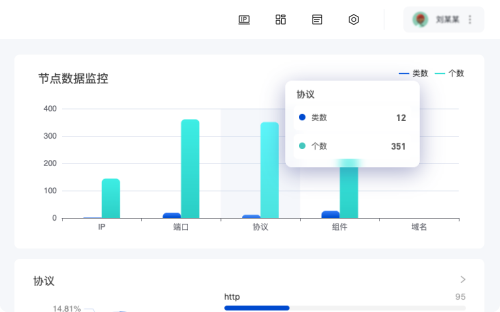 IP
刘某某
节点数据监控
类数 个数
协议
类数 12
个数 351
400
300
200
100
0
IP 端口 协议 组件 域名
协议
14.81%
http 95